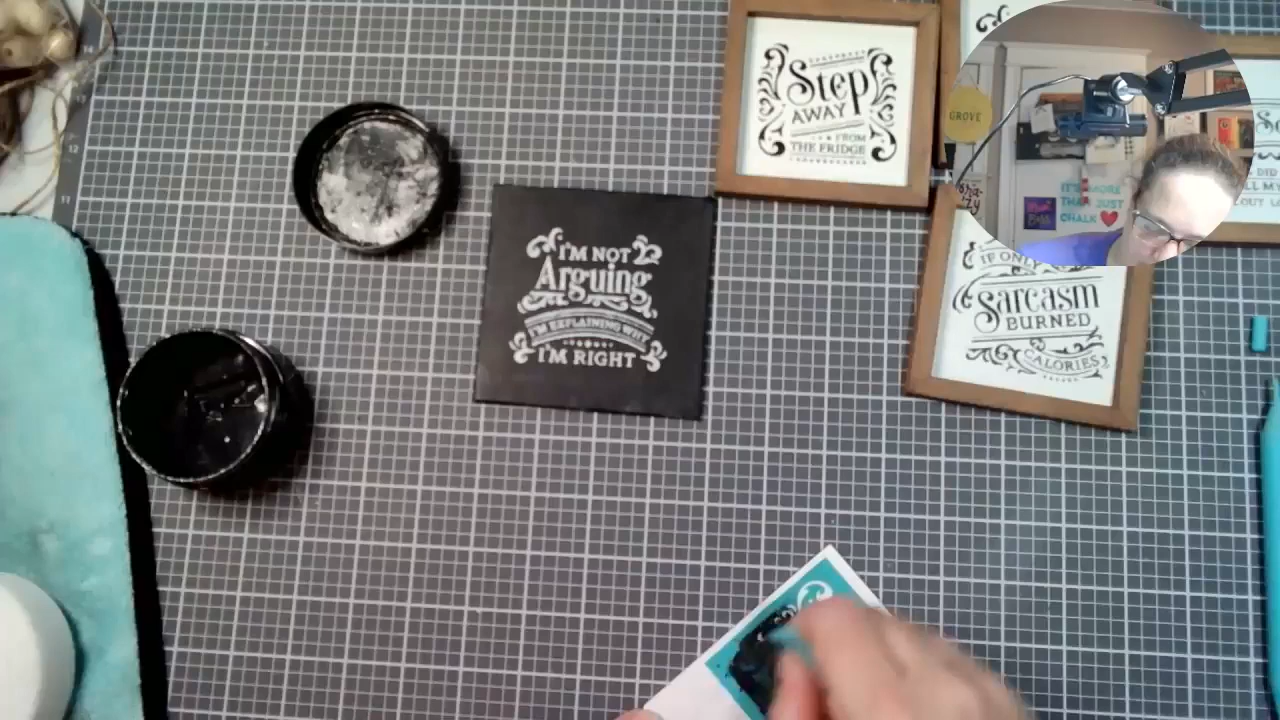 Step
AWAY
FROM
THE FRIDGE
GROVE
IT'S MORE
THAN JUST
CHALK
I'M NOT
Arguing
I'M EXPLAINING WHY
I'M RIGHT
IF ONLY
Sarcasm
BURNED
CALORIES